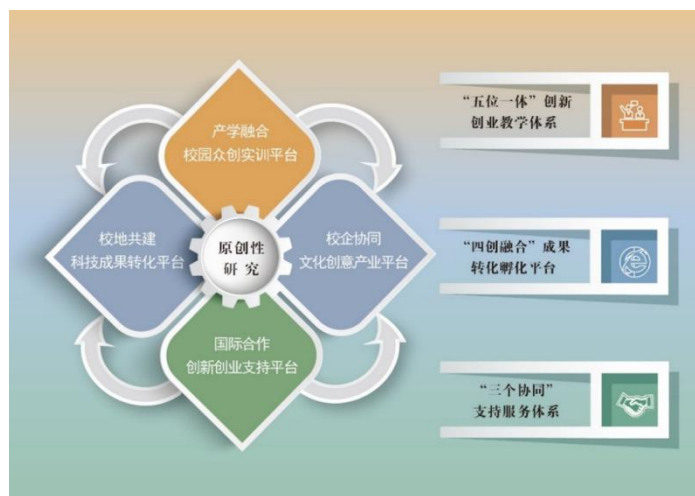 产学融合
校园众创实训平台
校地共建
科技成果转化平台
原创性
研究
校企协同
文化创意产业平台
国际合作
创新创业支持平台
“五位一体”创新
创业教学体系
“四创融合”成果
转化孵化平台
“三个协同”
支持服务体系